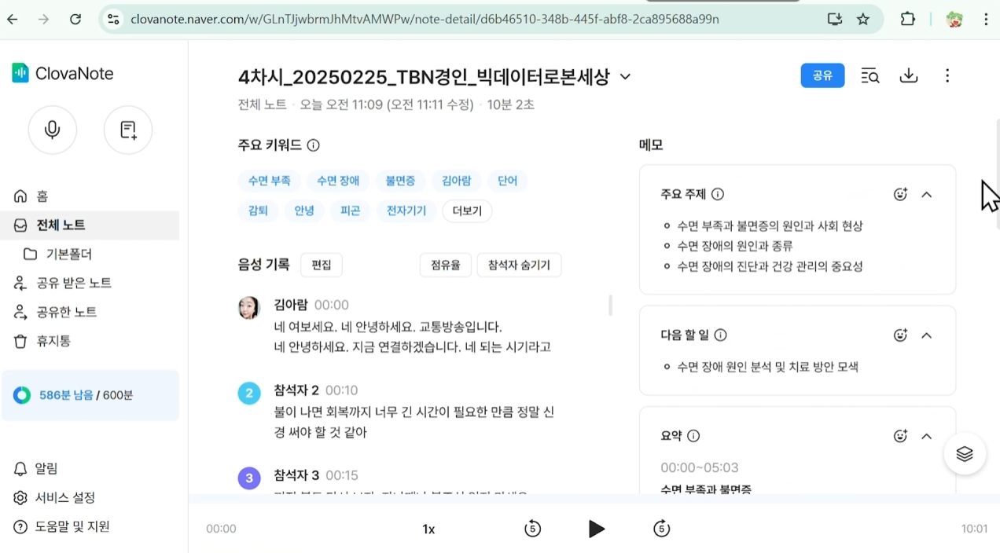 clovanote.naver.com/w/GLnTJjwbrmJhMtvAMWPw/note-detail/d6b46510-348b-445f-abf8-2ca895688a99n
ClovaNote
홈
전체 노트
기본폴더
공유 받은 노트
공유한 노트
휴지통
586분 남음 / 600분
알림
서비스 설정
도움말 및 지원
4차시_20250225_TBN경인_빅데이터로본세상
공유
전체 노트 · 오늘 오전 11:09 (오전 11:11 수정) · 10분 2초
주요 키워드
수면 부족 수면 장애 불면증 김아람 단어
감퇴 안녕 피곤 전자기기 더보기
음성 기록 편집 점유율 참석자 숨기기
김아람 00:00
네 여보세요. 네 안녕하세요. 교통방송입니다.
네 안녕하세요. 지금 연결하겠습니다. 네 되는 시기라고
2 참석자 2 00:10
불이 나면 회복까지 너무 긴 시간이 필요한 만큼 정말 신
경 써야 할 것 같아
3 참석자 3 00:15
메모
주요 주제
수면 부족과 불면증의 원인과 사회 현상
수면 장애의 원인과 종류
수면 장애의 진단과 건강 관리의 중요성
다음 할 일
수면 장애 원인 분석 및 치료 방안 모색
요약
00:00~05:03
수면 부족과 불면증
00:00 1x 5 5 10:01